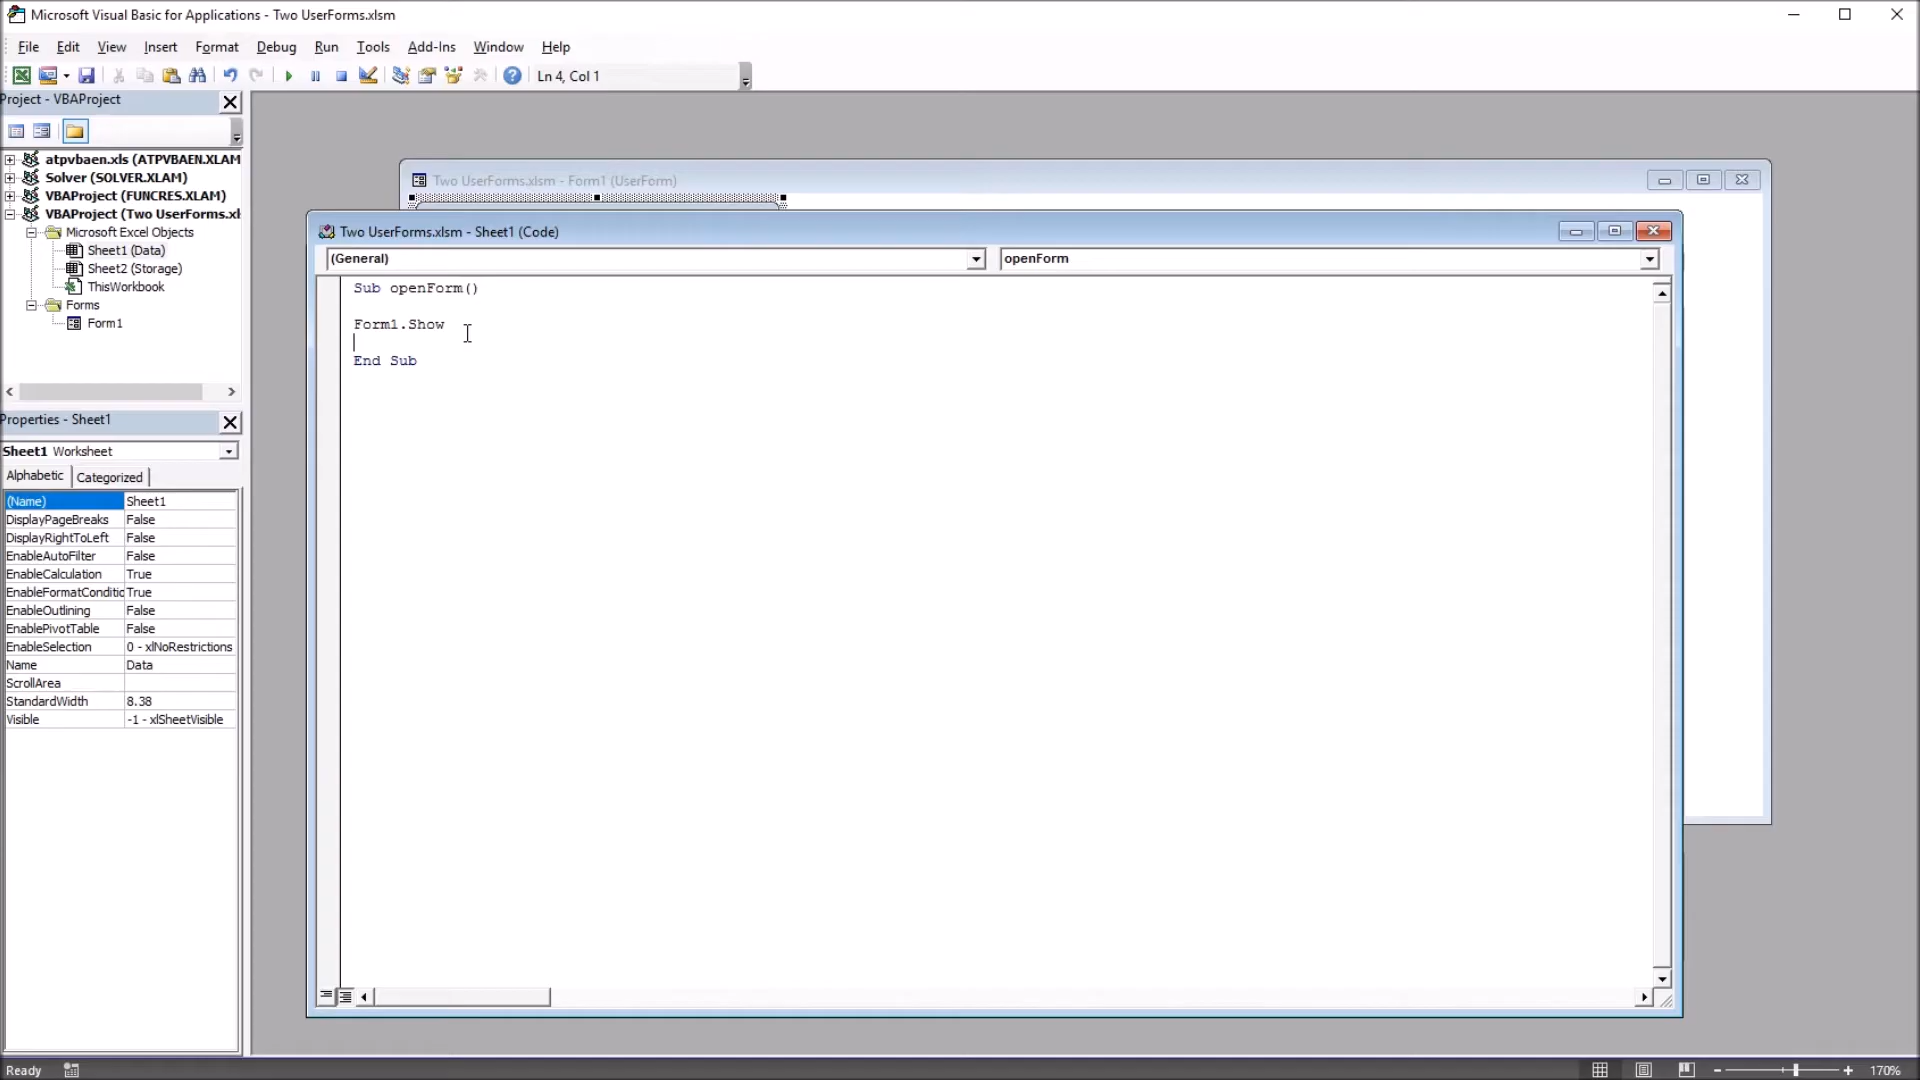 Microsoft Visual Basic for Applications - Two UserForms.xlsm
File Edit View Insert Format Debug Run Tools Add-Ins Window Help
Ln 4, Col 1
Project - VBAProject
atpvbaen.xls (ATPVBAEN.XLAM
Solver (SOLVER.XLAM)
VBAProject (FUNCRES.XLAM)
VBAProject (Two UserForms.xl
Microsoft Excel Objects
Sheet1 (Data)
Sheet2 (Storage)
ThisWorkbook
Forms
Form1
Properties - Sheet1
Sheet1 Worksheet
Alphabetic Categorized
(Name) Sheet1
DisplayPageBreaks False
DisplayRightToLeft False
EnableAutoFilter False
EnableCalculation True
EnableFormatConditio True
EnableOutlining False
EnablePivotTable False
EnableSelection 0 - xlNoRestrictions
Name Data
ScrollArea
StandardWidth 8.38
Visible -1 - xlSheetVisible
Two UserForms.xlsm - Form1 (UserForm)
Two UserForms.xlsm - Sheet1 (Code)
(General) openForm
Sub openForm()
Form1.Show
End Sub
Ready 170%